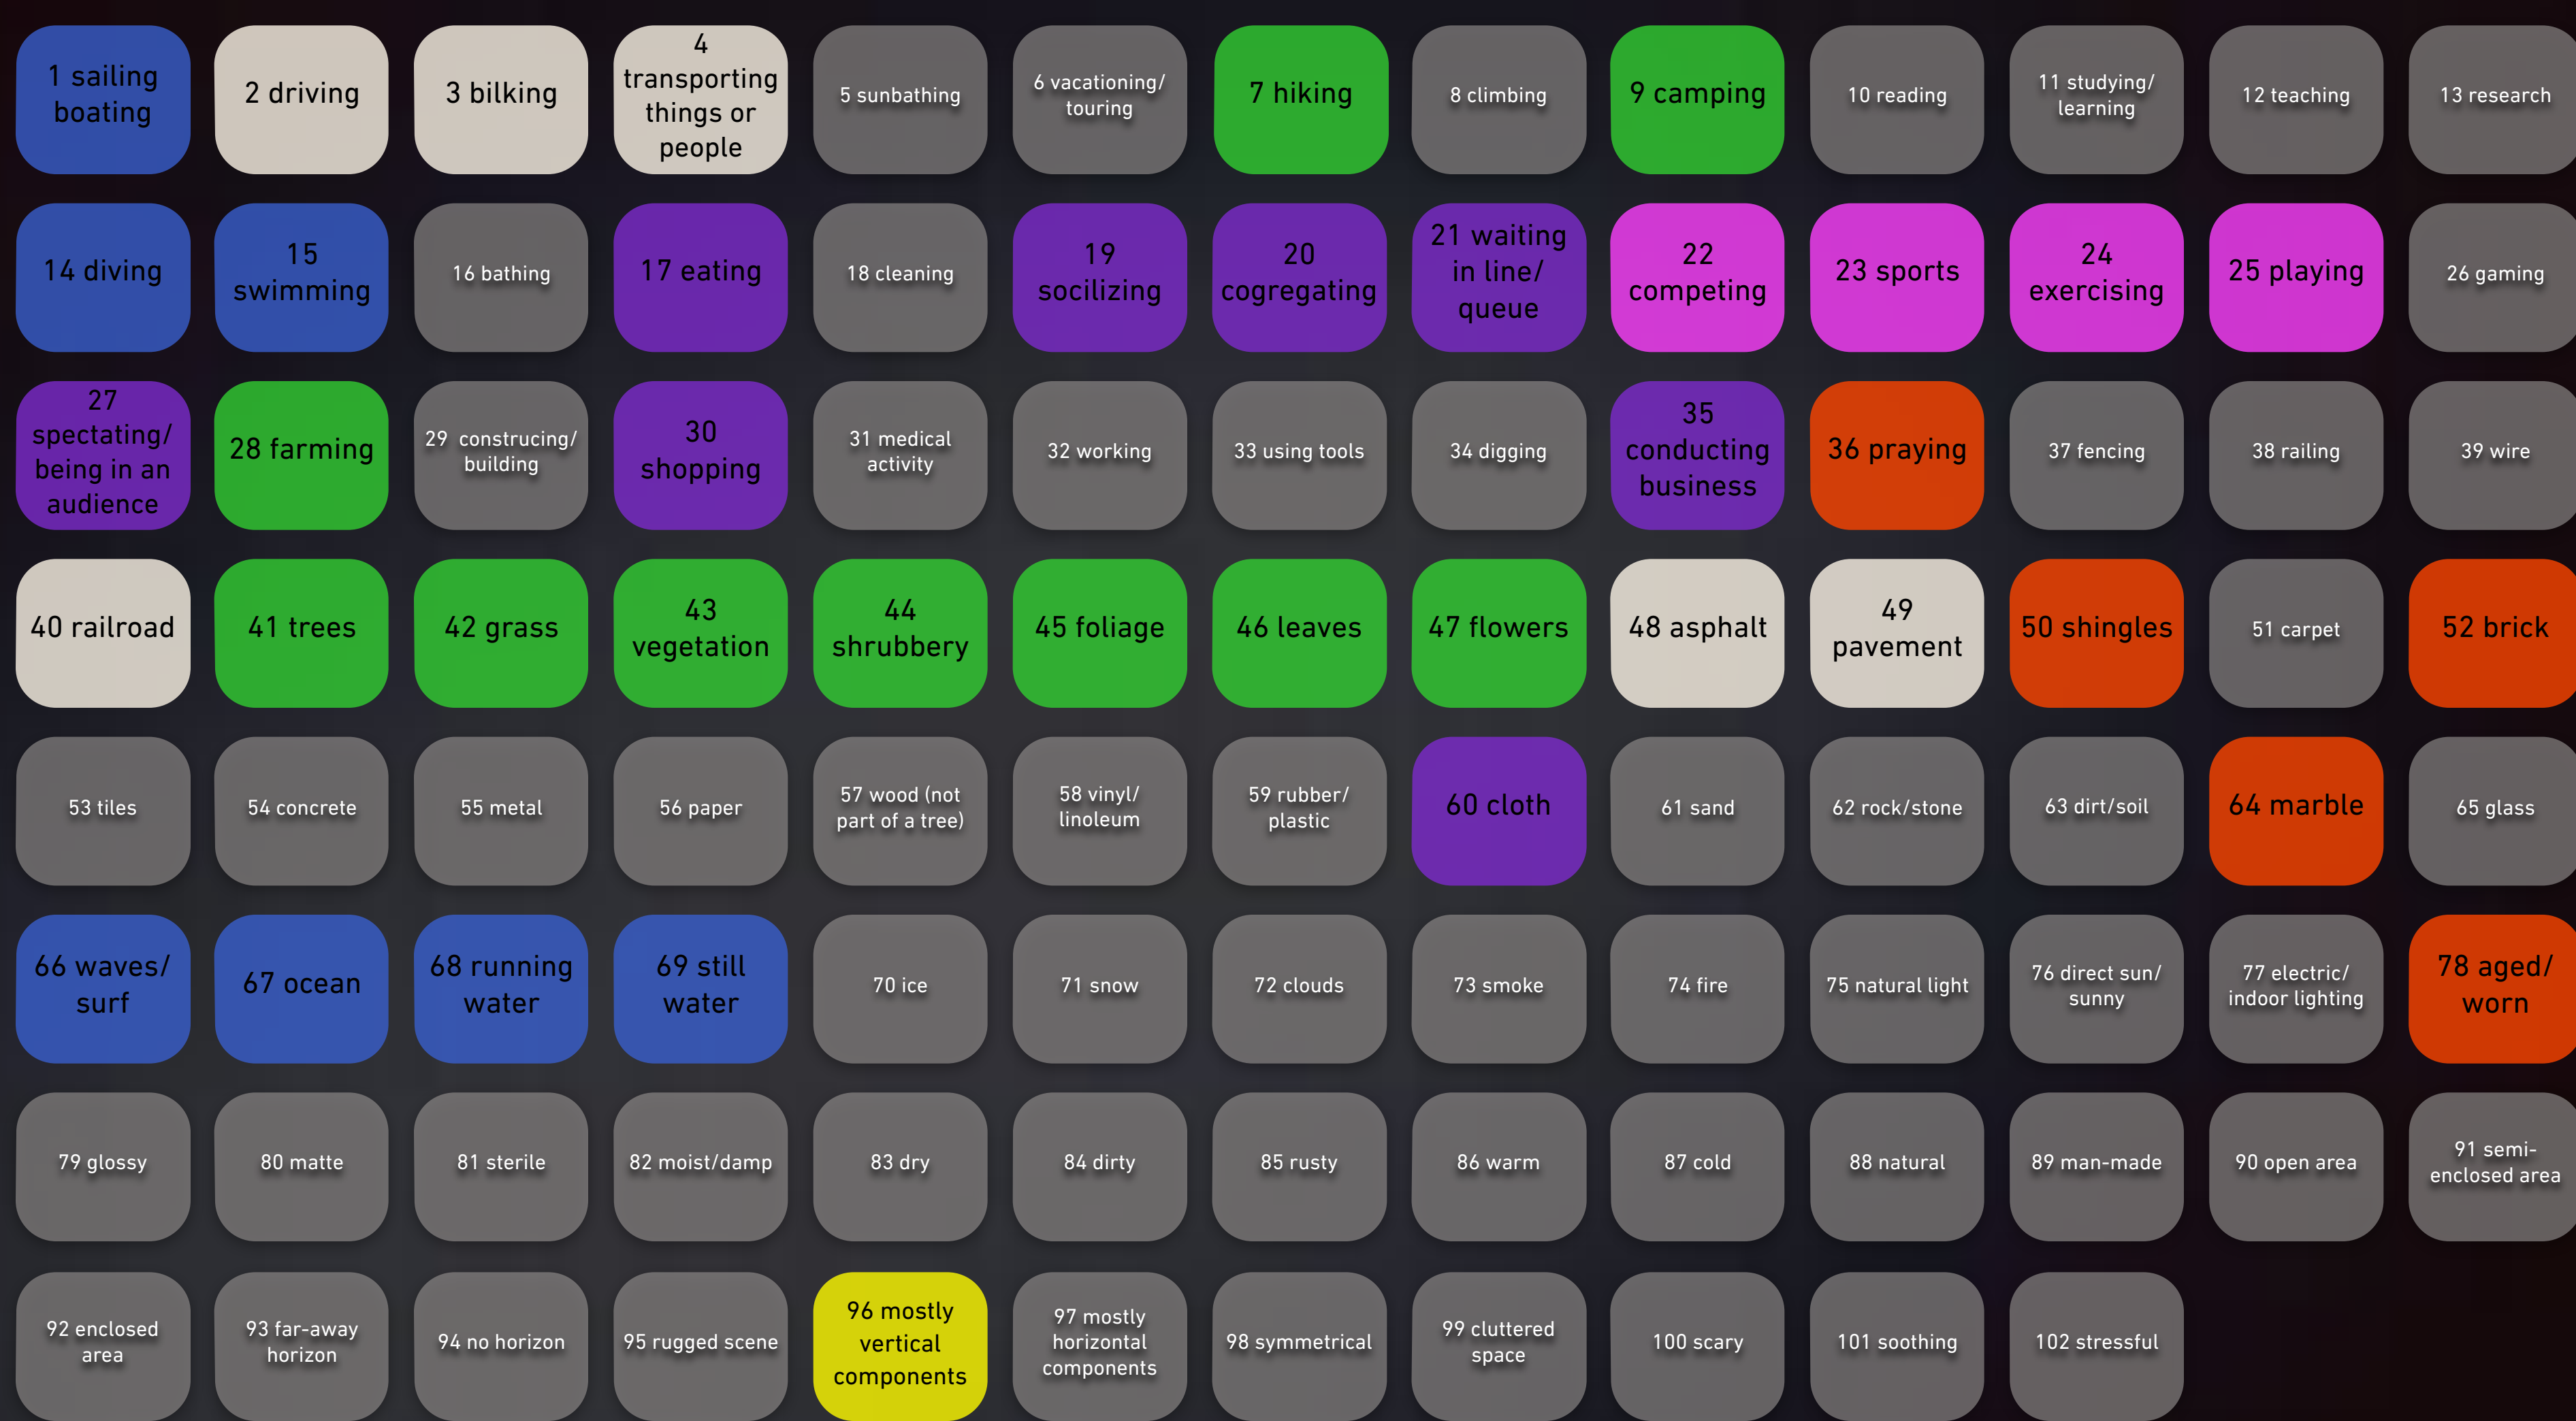 1 sailing
boating
2 driving
3 bilking
4
transporting
things or
people
5 sunbathing
6 vacationing/
touring
7 hiking
8 climbing
9 camping
10 reading
11 studying/
learning
12 teaching
13 research
14 diving
15
swimming
16 bathing
17 eating
18 cleaning
19
socilizing
20
cogregating
21 waiting
in line/
queue
22
competing
23 sports
24
exercising
25 playing
26 gaming
27
spectating/
being in an
audience
28 farming
29 construcing/
building
30
shopping
31 medical
activity
32 working
33 using tools
34 digging
35
conducting
business
36 praying
37 fencing
38 railing
39 wire
40 railroad
41 trees
42 grass
43
vegetation
44
shrubbery
45 foliage
46 leaves
47 flowers
48 asphalt
49
pavement
50 shingles
51 carpet
52 brick
53 tiles
54 concrete
55 metal
56 paper
57 wood (not
part of a tree)
58 vinyl/
linoleum
59 rubber/
plastic
60 cloth
61 sand
62 rock/stone
63 dirt/soil
64 marble
65 glass
66 waves/
surf
67 ocean
68 running
water
69 still
water
70 ice
71 snow
72 clouds
73 smoke
74 fire
75 natural light
76 direct sun/
sunny
77 electric/
indoor lighting
78 aged/
worn
79 glossy
80 matte
81 sterile
82 moist/damp
83 dry
84 dirty
85 rusty
86 warm
87 cold
88 natural
89 man-made
90 open area
91 semi-
enclosed area
92 enclosed
area
93 far-away
horizon
94 no horizon
95 rugged scene
96 mostly
vertical
components
97 mostly
horizontal
components
98 symmetrical
99 cluttered
space
100 scary
101 soothing
102 stressful